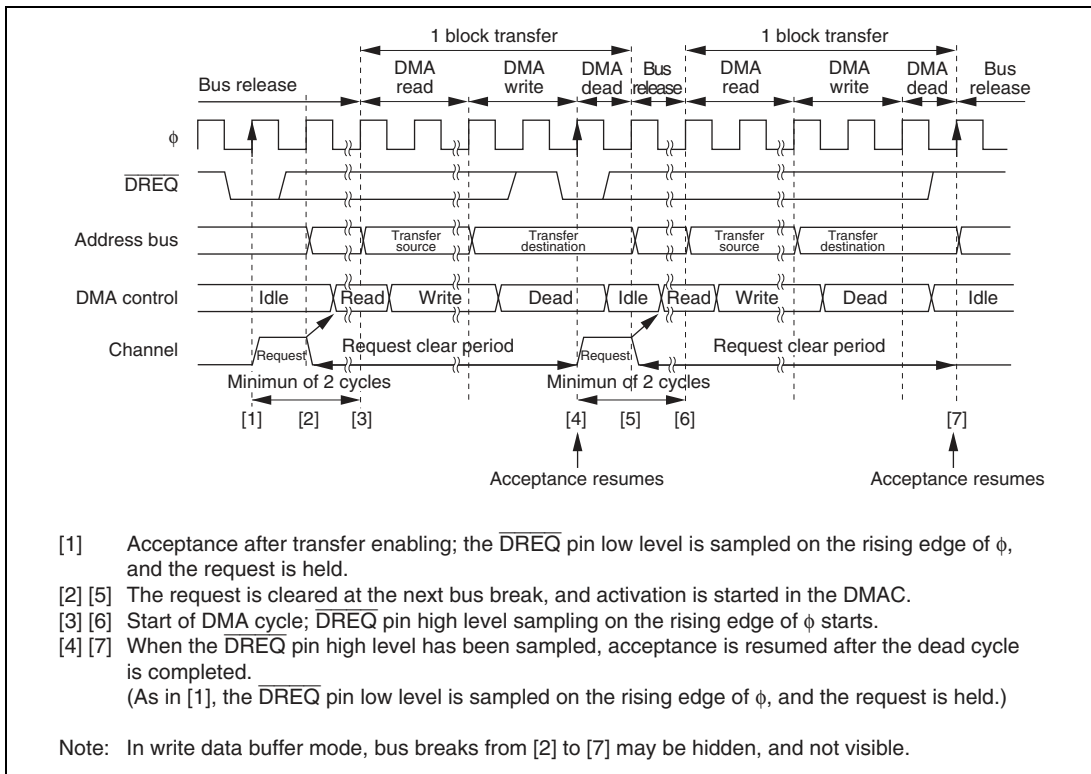 1 block transfer 1 block transfer
Bus release DMA read DMA write DMA dead Bus release DMA read DMA write DMA dead Bus release
φ
DREQ
Address bus Transfer source Transfer destination Transfer source Transfer destination
DMA control Idle Read Write Dead Idle Read Write Dead Idle
Channel Request Request clear period Request Request clear period
Minimun of 2 cycles Minimun of 2 cycles
[1] [2] [3] [4] [5] [6] [7]
Acceptance resumes Acceptance resumes
[1] Acceptance after transfer enabling; the DREQ pin low level is sampled on the rising edge of φ,
and the request is held.
[2] [5] The request is cleared at the next bus break, and activation is started in the DMAC.
[3] [6] Start of DMA cycle; DREQ pin high level sampling on the rising edge of φ starts.
[4] [7] When the DREQ pin high level has been sampled, acceptance is resumed after the dead cycle
is completed.
(As in [1], the DREQ pin low level is sampled on the rising edge of φ, and the request is held.)
Note: In write data buffer mode, bus breaks from [2] to [7] may be hidden, and not visible.